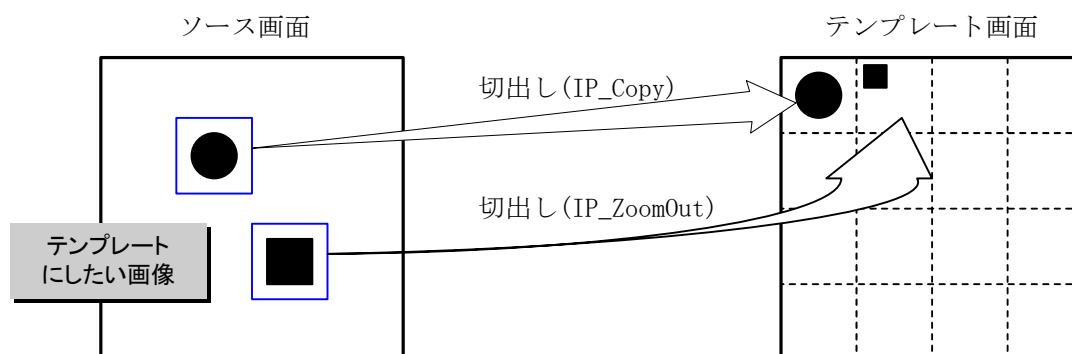 ソース画面
テンプレート画面
切出し(IP_Copy)
切出し(IP_ZoomOut)
テンプレート
にしたい画像